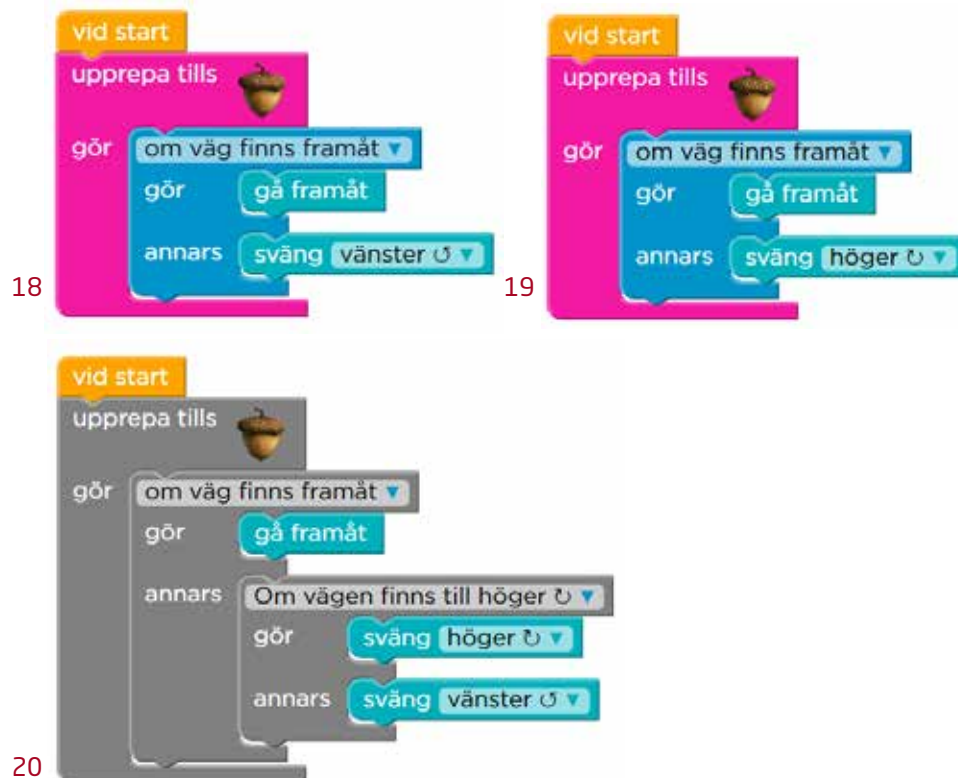 vid start
upprepa tills
gör om väg finns framåt ▼
gör gå framåt
annars sväng vänster ↺ ▼
18
vid start
upprepa tills
gör om väg finns framåt ▼
gör gå framåt
annars sväng höger ↻ ▼
19
vid start
upprepa tills
gör om väg finns framåt ▼
gör gå framåt
annars Om vägen finns till höger ↻ ▼
gör sväng höger ↻ ▼
annars sväng vänster ↺ ▼
20